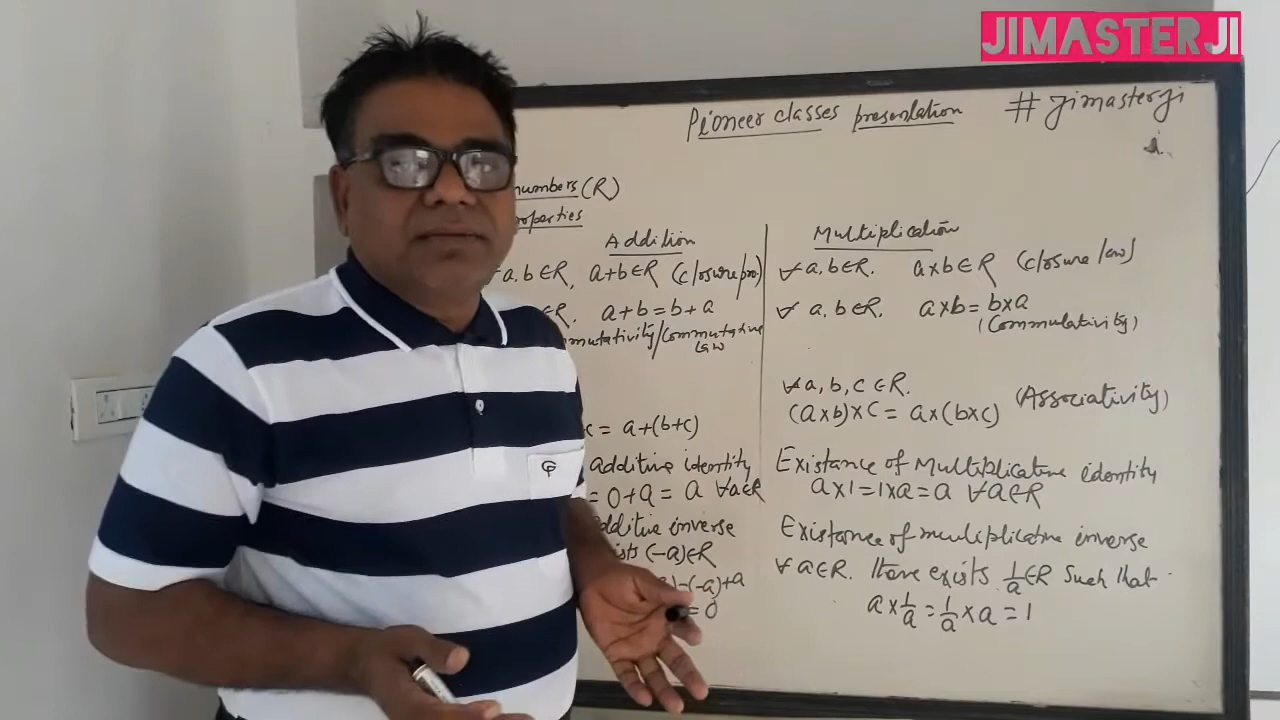 JIMASTERJI
Pioneer classes presentation # Jimasterji
numbers (R)
roperties
Addition
a, b ∈ R, a+b ∈ R (closure pro)
∈R. a+b = b+a
mmutativity/Commutative
Law
c = a+(b+c)
additive identity
= 0+a = a ∀a∈R
additive inverse
ists (-a)∈R
(-a)+a
= 0
Multiplication
∀ a, b ∈ R. a×b ∈ R (closure law)
∀ a, b ∈ R. a×b = b×a
(Commutativity)
∀ a, b, c ∈ R.
(a×b)×c = a×(b×c) (Associativity)
Existance of Multiplicative identity
a×1 = 1×a = a ∀a∈R
Existance of multiplicative inverse
∀ a∈R. there exists 1/a ∈R such that
a×1/a = 1/a×a = 1